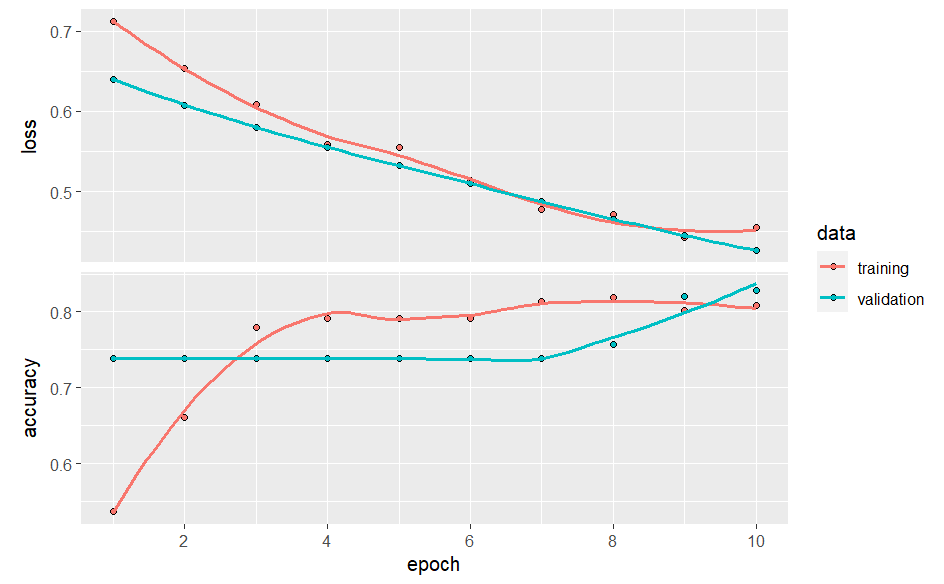 loss
0.7
0.6
0.5
accuracy
0.8
0.7
0.6
2 4 6 8 10
epoch
data
training
validation